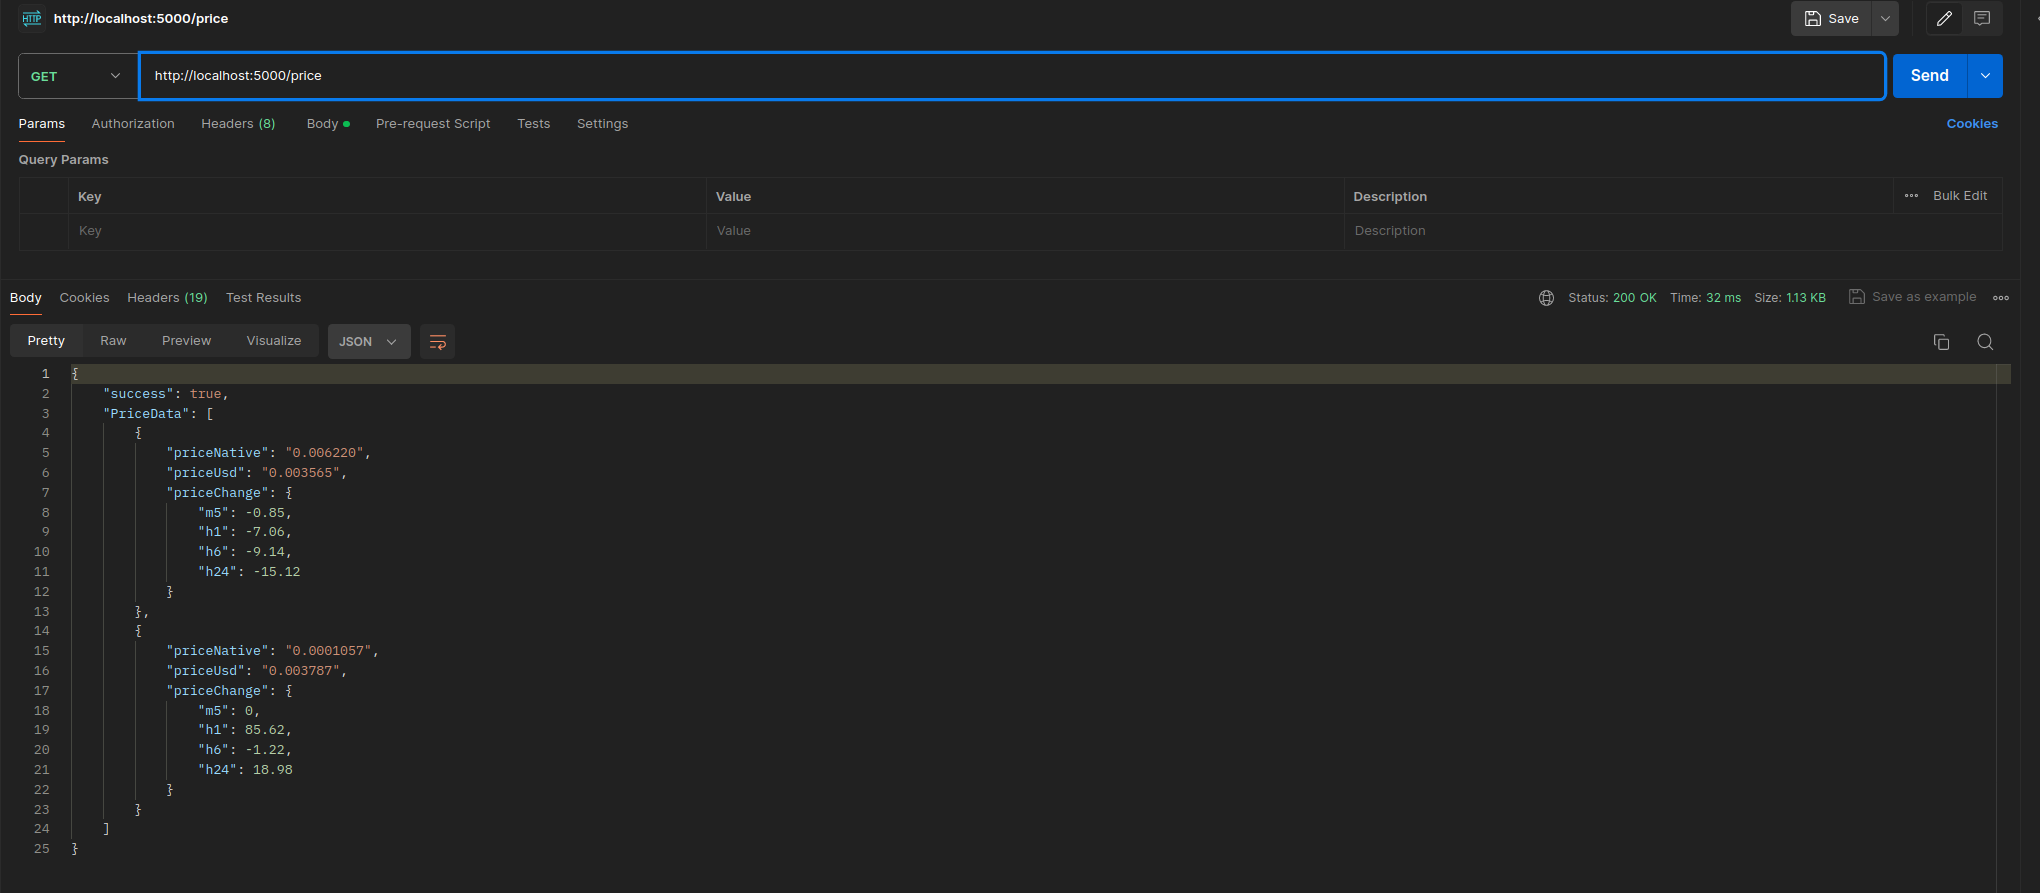 HTTP http://localhost:5000/price Save
GET http://localhost:5000/price Send
Params Authorization Headers (8) Body Pre-request Script Tests Settings Cookies
Query Params
Key Value Description Bulk Edit
Key Value Description
Body Cookies Headers (19) Test Results Status: 200 OK Time: 32 ms Size: 1.13 KB Save as example
Pretty Raw Preview Visualize JSON
1 {
2 "success": true,
3 "PriceData": [
4 {
5 "priceNative": "0.006220",
6 "priceUsd": "0.003565",
7 "priceChange": {
8 "m5": -0.85,
9 "h1": -7.06,
10 "h6": -9.14,
11 "h24": -15.12
12 }
13 },
14 {
15 "priceNative": "0.0001057",
16 "priceUsd": "0.003787",
17 "priceChange": {
18 "m5": 0,
19 "h1": 85.62,
20 "h6": -1.22,
21 "h24": 18.98
22 }
23 }
24 ]
25 }